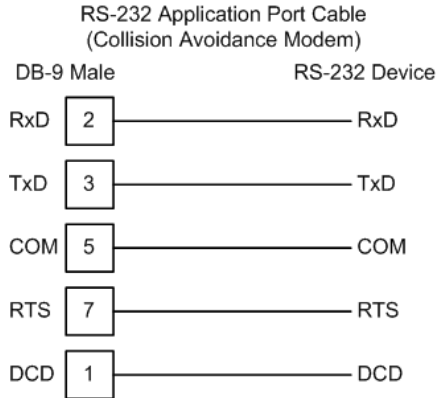 RS-232 Application Port Cable
(Collision Avoidance Modem)
DB-9 Male RS-232 Device
RxD 2 RxD
TxD 3 TxD
COM 5 COM
RTS 7 RTS
DCD 1 DCD